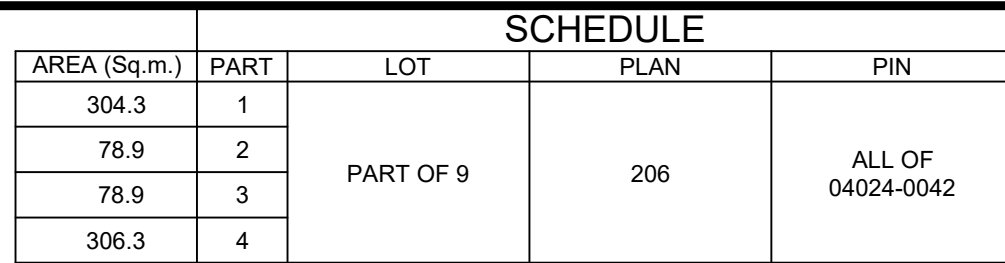 SCHEDULE
AREA (Sq.m.) PART LOT PLAN PIN
304.3 1
78.9 2
PART OF 9 206 ALL OF
04024-0042
78.9 3
306.3 4